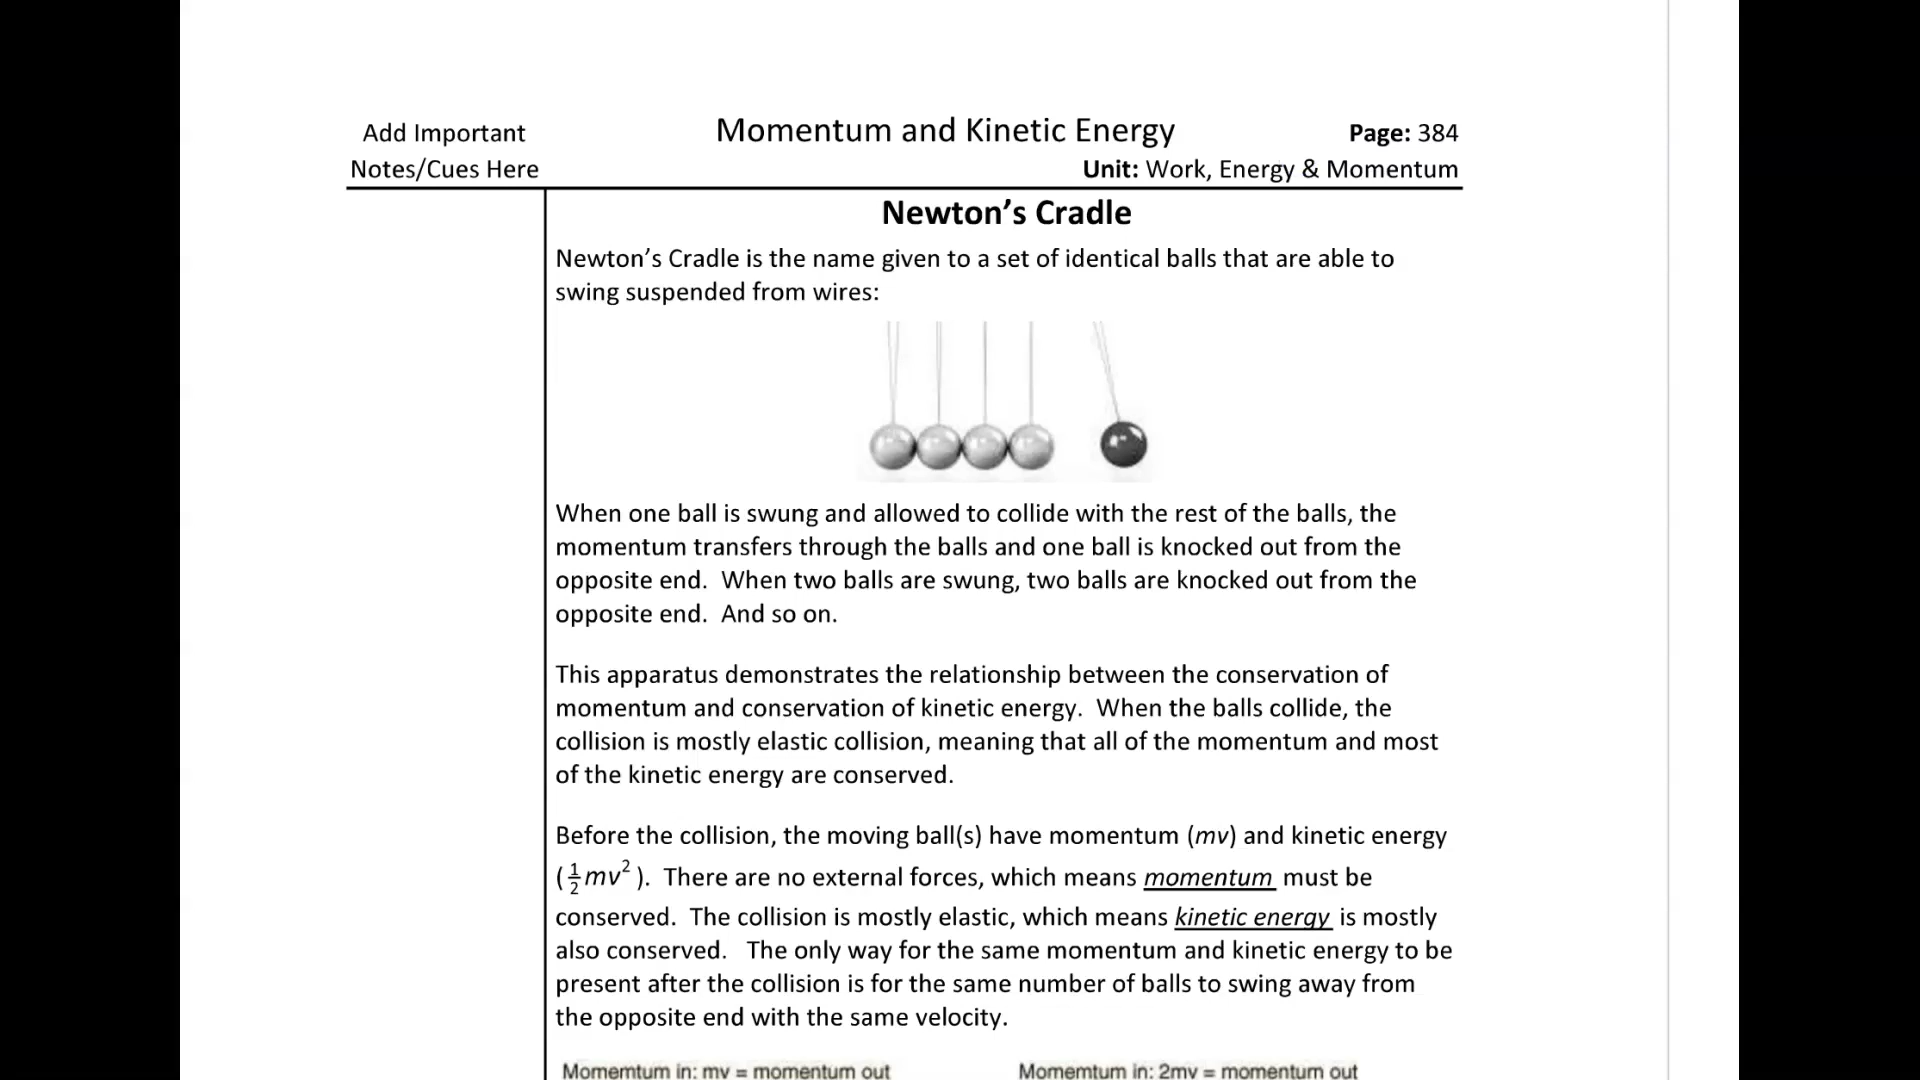 Add Important
Notes/Cues Here
Momentum and Kinetic Energy
Page: 384
Unit: Work, Energy & Momentum
Newton’s Cradle
Newton’s Cradle is the name given to a set of identical balls that are able to
swing suspended from wires:
When one ball is swung and allowed to collide with the rest of the balls, the
momentum transfers through the balls and one ball is knocked out from the
opposite end.  When two balls are swung, two balls are knocked out from the
opposite end.  And so on.
This apparatus demonstrates the relationship between the conservation of
momentum and conservation of kinetic energy.  When the balls collide, the
collision is mostly elastic collision, meaning that all of the momentum and most
of the kinetic energy are conserved.
Before the collision, the moving ball(s) have momentum (mv) and kinetic energy
(½mv²).  There are no external forces, which means momentum must be
conserved.  The collision is mostly elastic, which means kinetic energy is mostly
also conserved.   The only way for the same momentum and kinetic energy to be
present after the collision is for the same number of balls to swing away from
the opposite end with the same velocity.
Momemtum in: mv = momentum out
Momemtum in: 2mv = momentum out